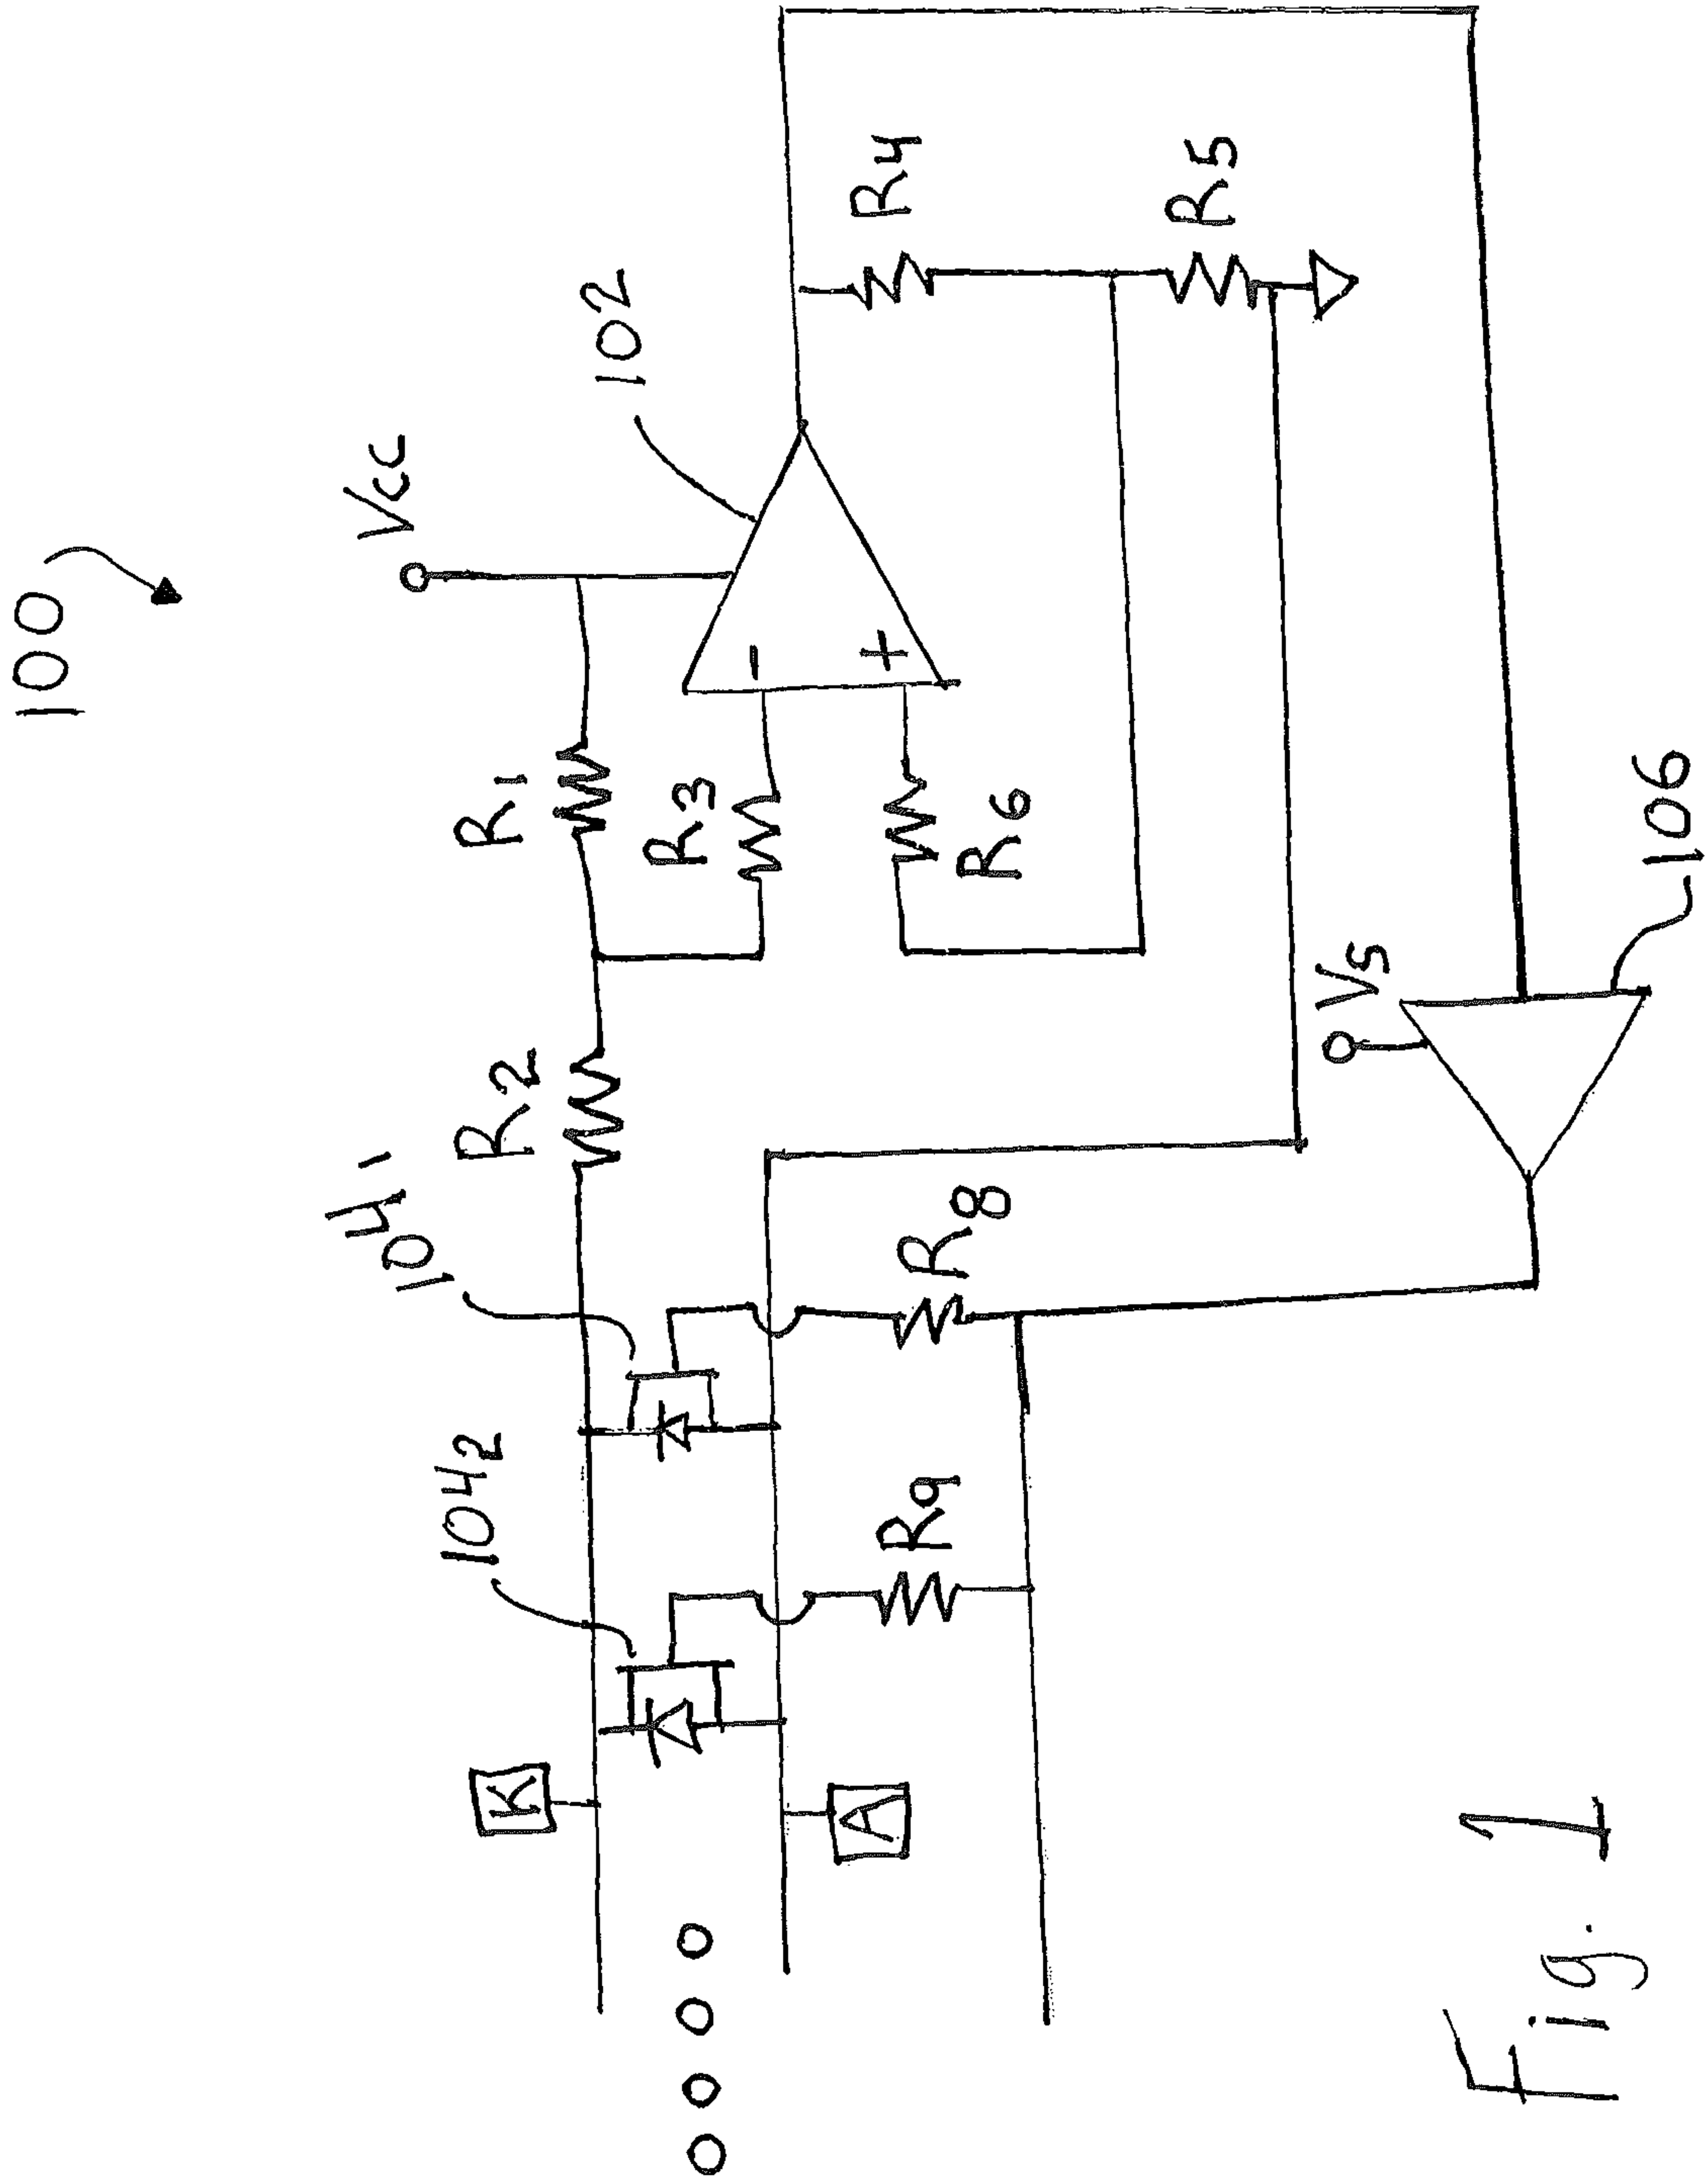 100
Vcc
102
R1
R2
R3
R4
R5
R6
- 
+
104₁
104₂
K
A
R8
R9
Vs
106
Fig. 1